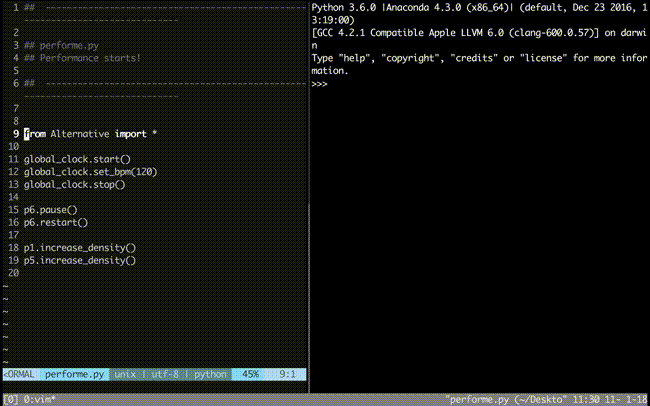 1 ## ------------------------------------------
------------------------
2
3 ## performe.py
4 ## Performance starts!
5
6 ## ------------------------------------------
------------------------
7
8
9 from Alternative import *
10
11 global_clock.start()
12 global_clock.set_bpm(120)
13 global_clock.stop()
14
15 p6.pause()
16 p6.restart()
17
18 p1.increase_density()
19 p5.increase_density()
20
~
~
~
~
~
~
~
<ORMAL performe.py unix | utf-8 | python 45% 9:1
Python 3.6.0 |Anaconda 4.3.0 (x86_64)| (default, Dec 23 2016, 1
3:19:00)
[GCC 4.2.1 Compatible Apple LLVM 6.0 (clang-600.0.57)] on darwi
n
Type "help", "copyright", "credits" or "license" for more infor
mation.
>>>
[0] 0:vim* "performe.py (~/Deskto" 11:30 11- 1-18